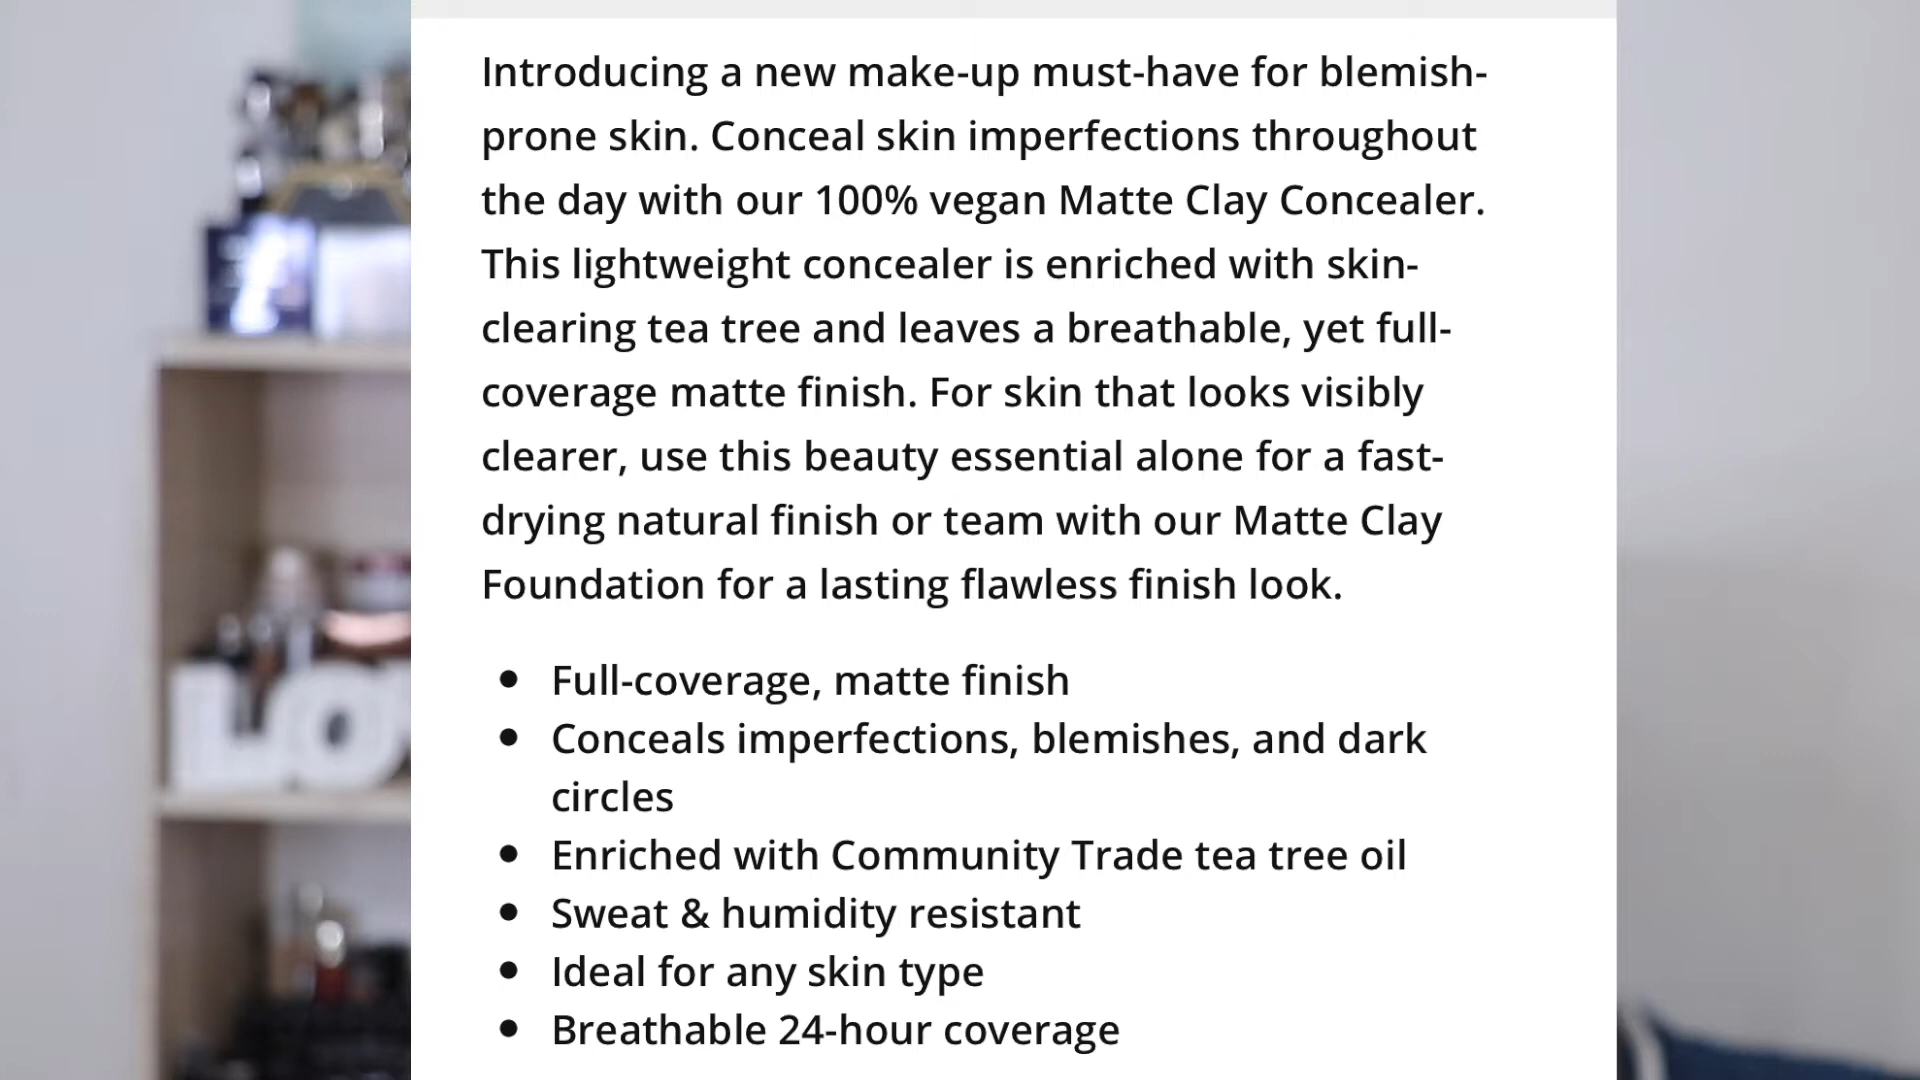 Introducing a new make-up must-have for blemish-
prone skin. Conceal skin imperfections throughout
the day with our 100% vegan Matte Clay Concealer.
This lightweight concealer is enriched with skin-
clearing tea tree and leaves a breathable, yet full-
coverage matte finish. For skin that looks visibly
clearer, use this beauty essential alone for a fast-
drying natural finish or team with our Matte Clay
Foundation for a lasting flawless finish look.
• Full-coverage, matte finish
• Conceals imperfections, blemishes, and dark
circles
• Enriched with Community Trade tea tree oil
• Sweat & humidity resistant
• Ideal for any skin type
• Breathable 24-hour coverage
LO